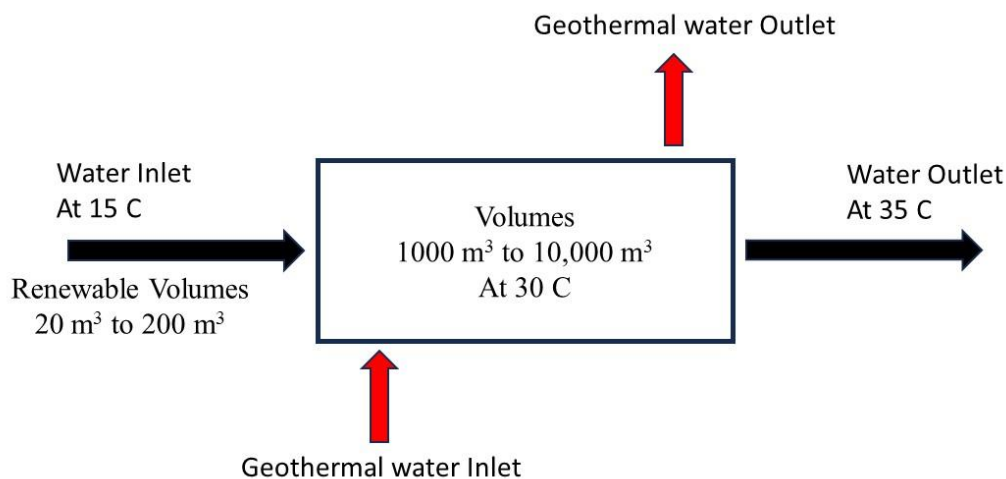 Geothermal water Outlet
Water Inlet
At 15 C
Water Outlet
At 35 C
Volumes
1000 m³ to 10,000 m³
At 30 C
Renewable Volumes
20 m³ to 200 m³
Geothermal water Inlet